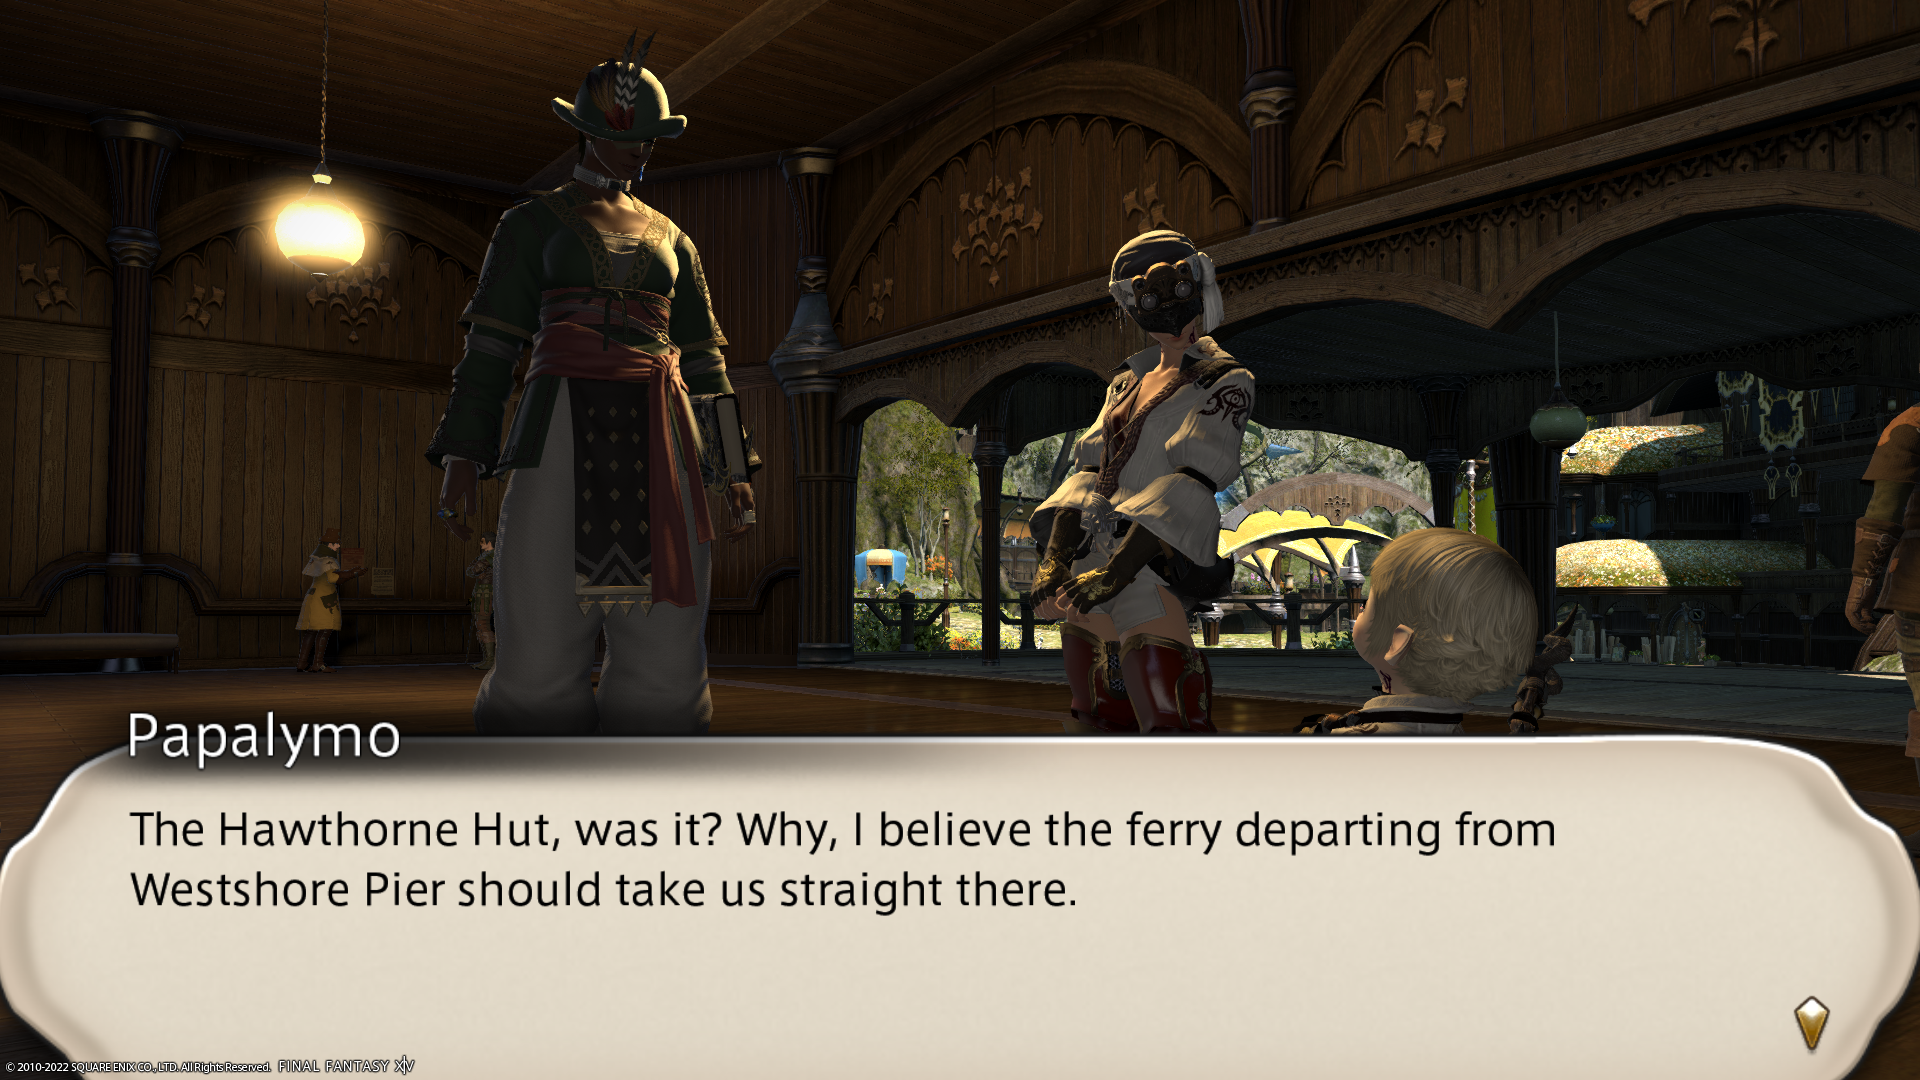 Papalymo
The Hawthorne Hut, was it? Why, I believe the ferry departing from
Westshore Pier should take us straight there.
© 2010-2022 SQUARE ENIX CO., LTD. All Rights Reserved. FINAL FANTASY XIV